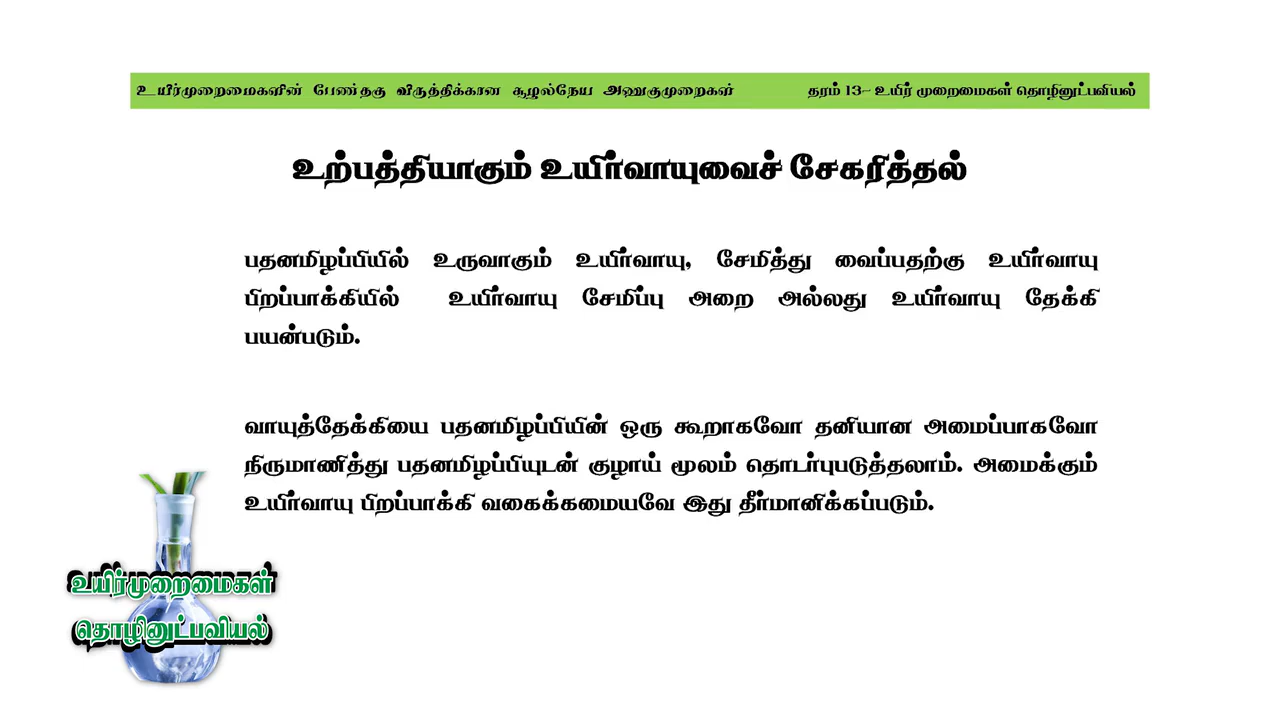 உயிர்முறைமைகளின் பேண்தகு விருத்திக்கான சூழல்நேய அணுகுமுறைகள் தரம் 13– உயிர் முறைமைகள் தொழினுட்பவியல்
உற்பத்தியாகும் உயிர்வாயுவைச் சேகரித்தல்
பதனமிழப்பியில் உருவாகும் உயிர்வாயு, சேமித்து வைப்பதற்கு உயிர்வாயு
பிறப்பாக்கியில் உயிர்வாயு சேமிப்பு அறை அல்லது உயிர்வாயு தேக்கி
பயன்படும்.
வாயுத்தேக்கியை பதனமிழப்பியின் ஒரு கூறாகவோ தனியான அமைப்பாகவோ
நிருமாணித்து பதனமிழப்பியுடன் குழாய் மூலம் தொடர்புபடுத்தலாம். அமைக்கும்
உயிர்வாயு பிறப்பாக்கி வகைக்கமையவே இது தீர்மானிக்கப்படும்.
உயிர்முறைமைகள்
தொழினுட்பவியல்